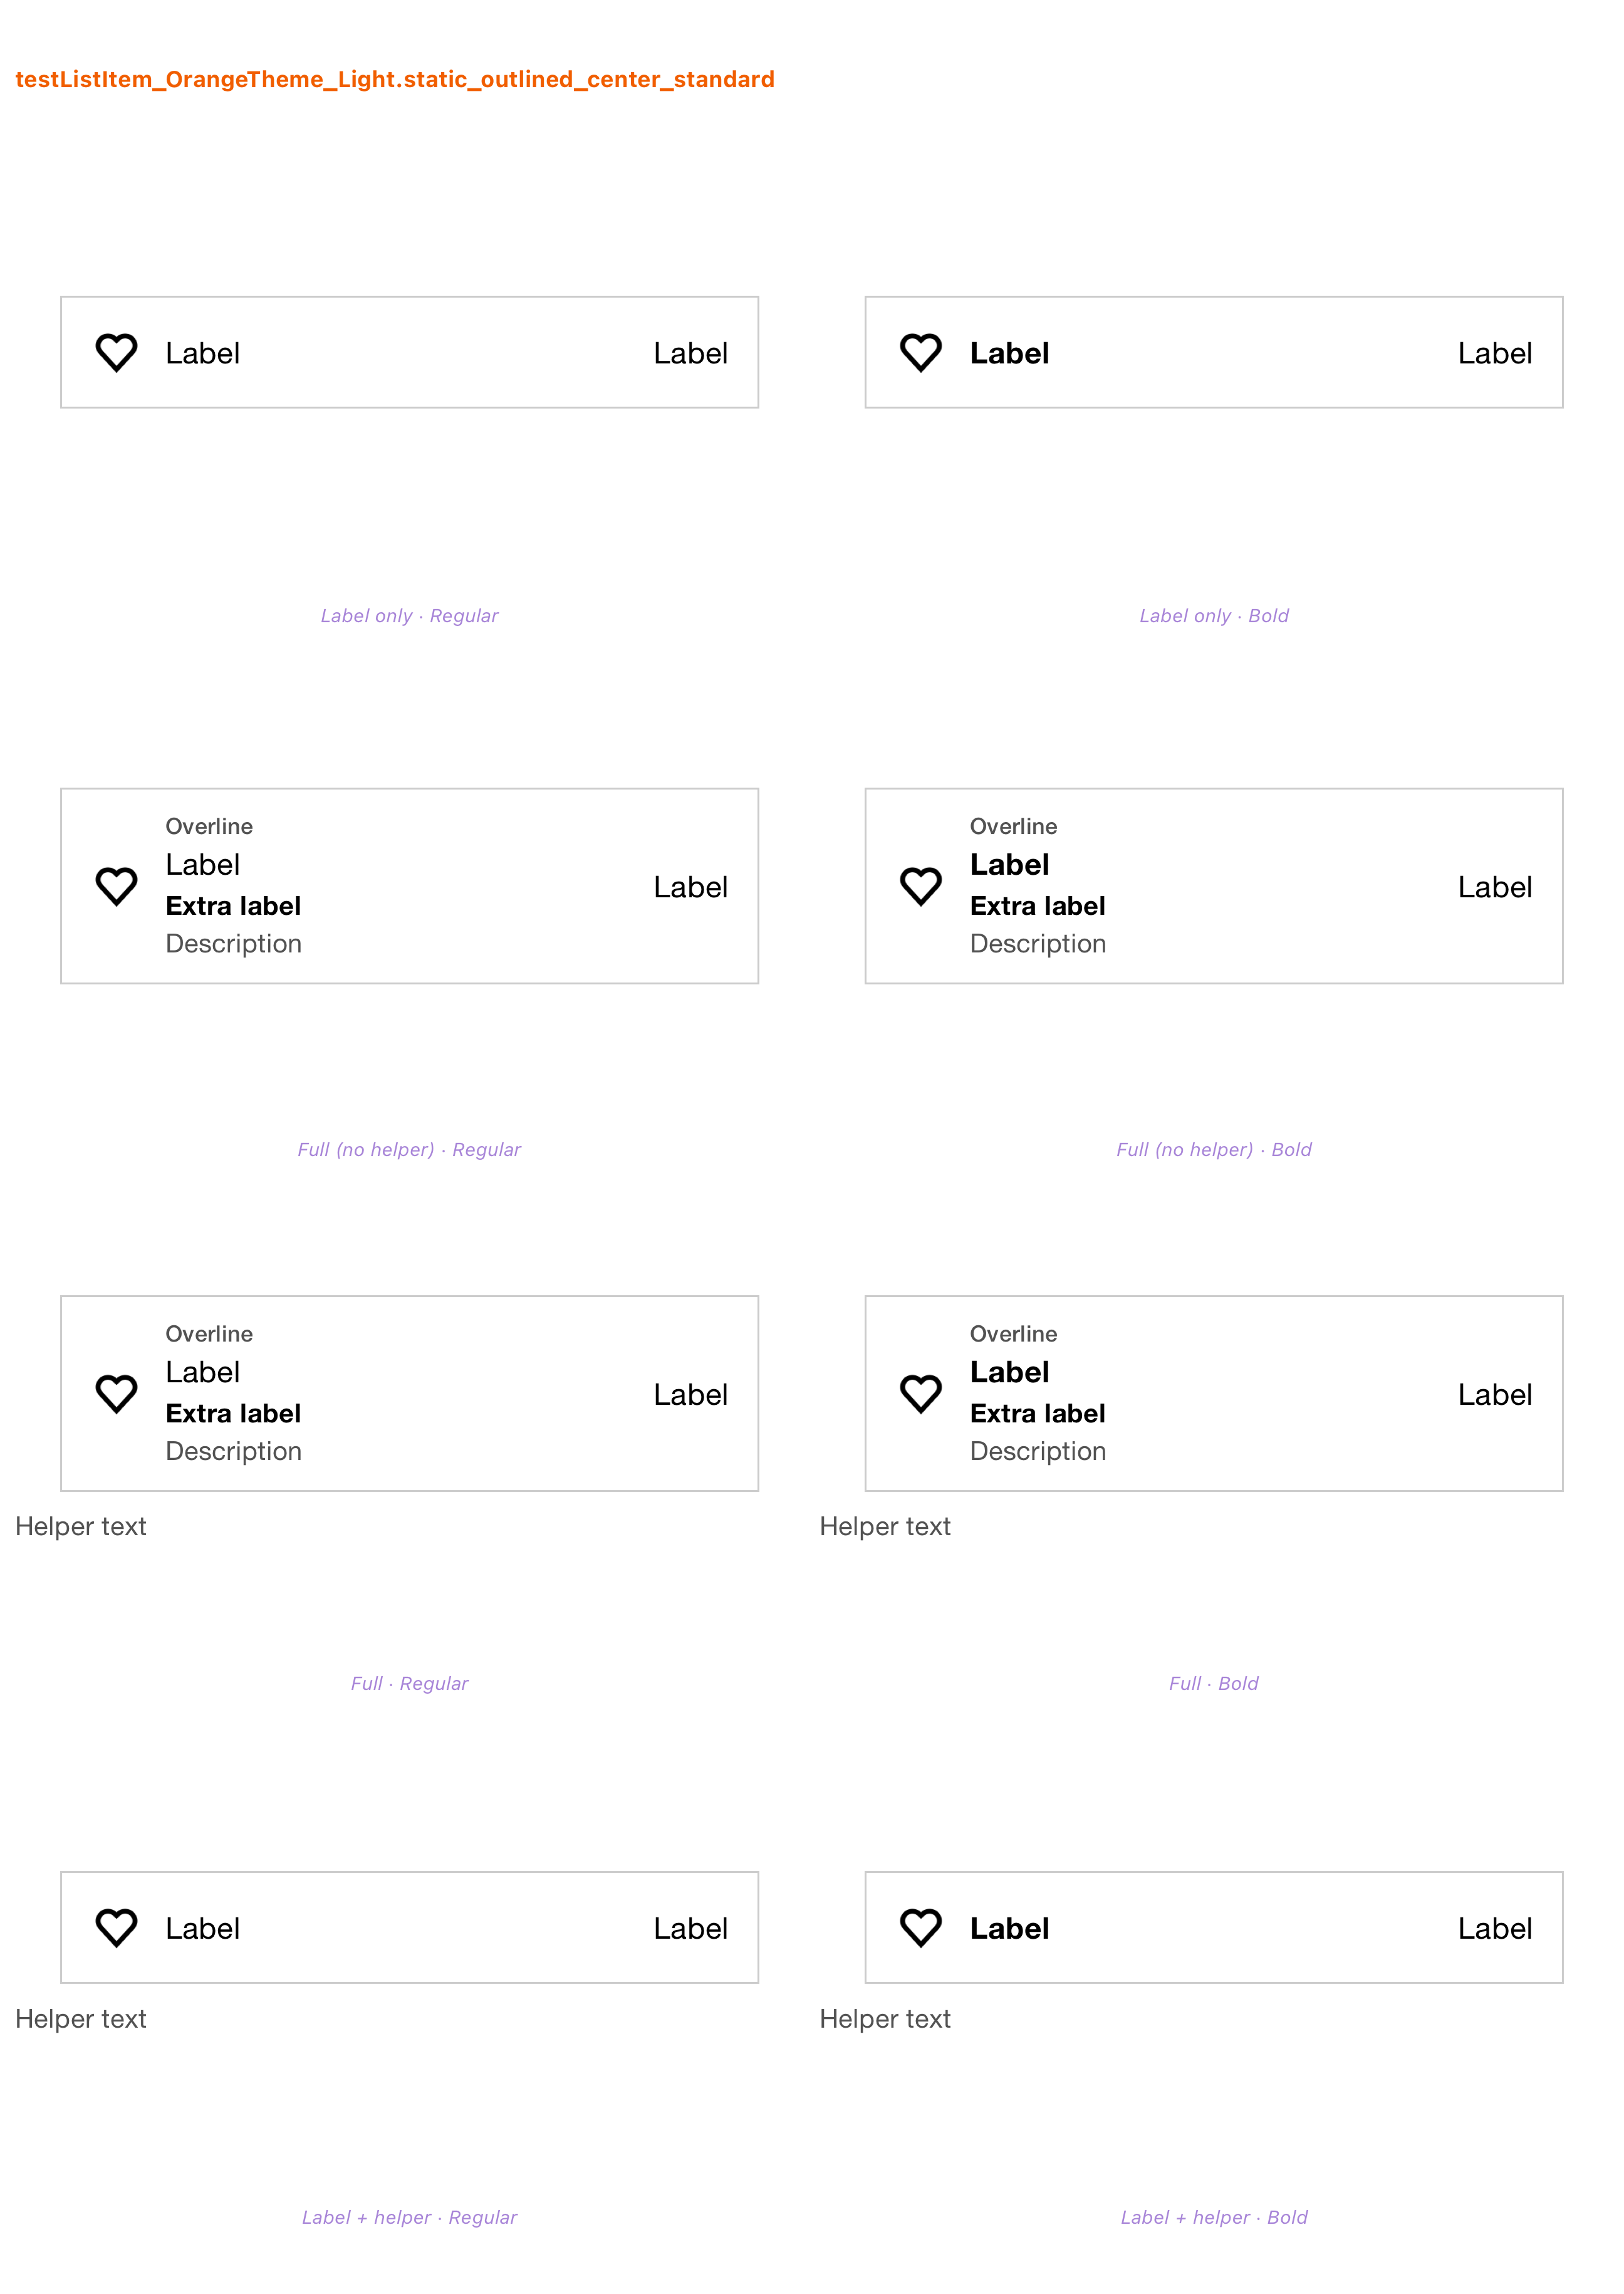 testListItem_OrangeTheme_Light.static_outlined_center_standard
Label Label
Label Label
Label only · Regular
Label only · Bold
Overline
Label
Extra label
Description
Label
Overline
Label
Extra label
Description
Label
Full (no helper) · Regular
Full (no helper) · Bold
Overline
Label
Extra label
Description
Label
Helper text
Overline
Label
Extra label
Description
Label
Helper text
Full · Regular
Full · Bold
Label Label
Helper text
Label Label
Helper text
Label + helper · Regular
Label + helper · Bold